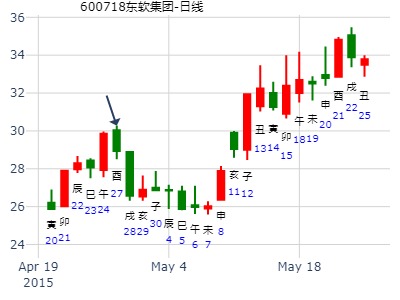 600718东软集团-日线
36
34
32
30
28
26
24
寅
20
卯
21
辰
22
巳
23
午
24
酉
27
戌
28
亥
29
子
30
辰
4
巳
5
午
6
未
7
申
8
亥
11
子
12
丑
13
寅
14
卯
15
午
18
未
19
申
20
酉
21
戌
22
丑
25
Apr 19
2015
May 4
May 18